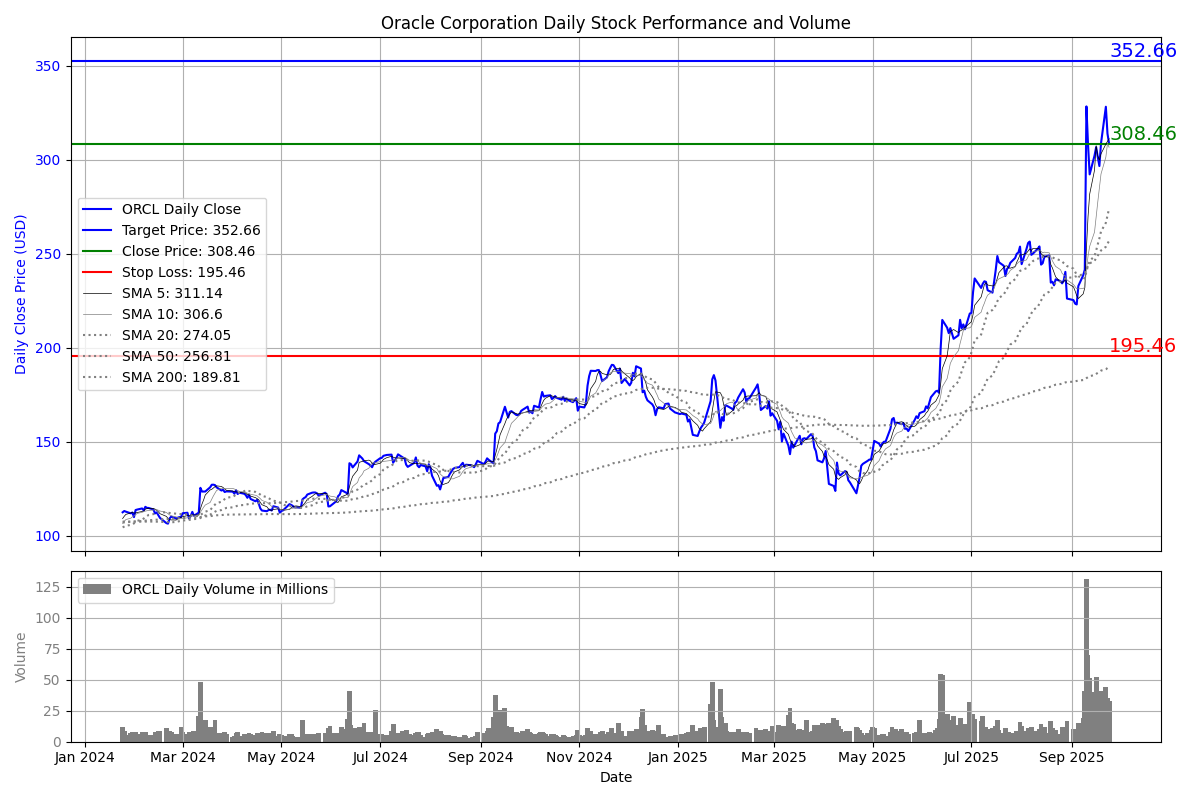 Oracle Corporation Daily Stock Performance and Volume
352.66
308.46
195.46
350
300
250
200
150
100
Daily Close Price (USD)
ORCL Daily Close
Target Price: 352.66
Close Price: 308.46
Stop Loss: 195.46
SMA 5: 311.14
SMA 10: 306.6
SMA 20: 274.05
SMA 50: 256.81
SMA 200: 189.81
125
100
75
50
25
0
Volume
ORCL Daily Volume in Millions
Jan 2024 Mar 2024 May 2024 Jul 2024 Sep 2024 Nov 2024 Jan 2025 Mar 2025 May 2025 Jul 2025 Sep 2025
Date